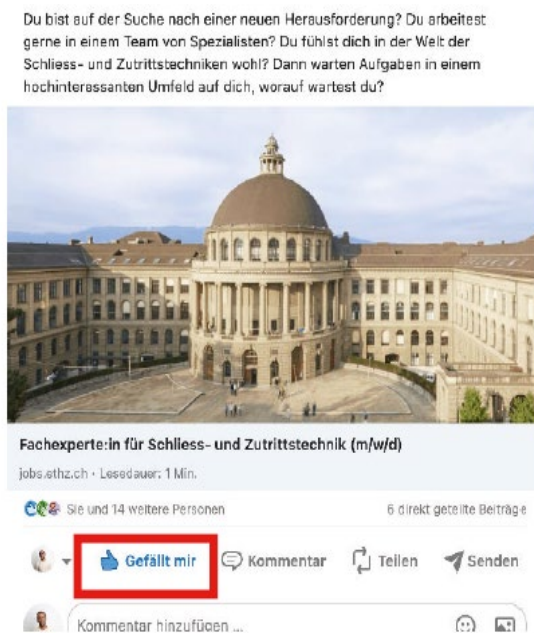 Du bist auf der Suche nach einer neuen Herausforderung? Du arbeitest
gerne in einem Team von Spezialisten? Du fühlst dich in der Welt der
Schliess- und Zutrittstechniken wohl? Dann warten Aufgaben in einem
hochinteressanten Umfeld auf dich, worauf wartest du?
Fachexperte:in für Schliess- und Zutrittstechnik (m/w/d)
jobs.ethz.ch • Lesedauer: 1 Min.
Sie und 14 weitere Personen 6 direkt geteilte Beiträge
Gefällt mir Kommentar Teilen Senden
Kommentar hinzufügen ...